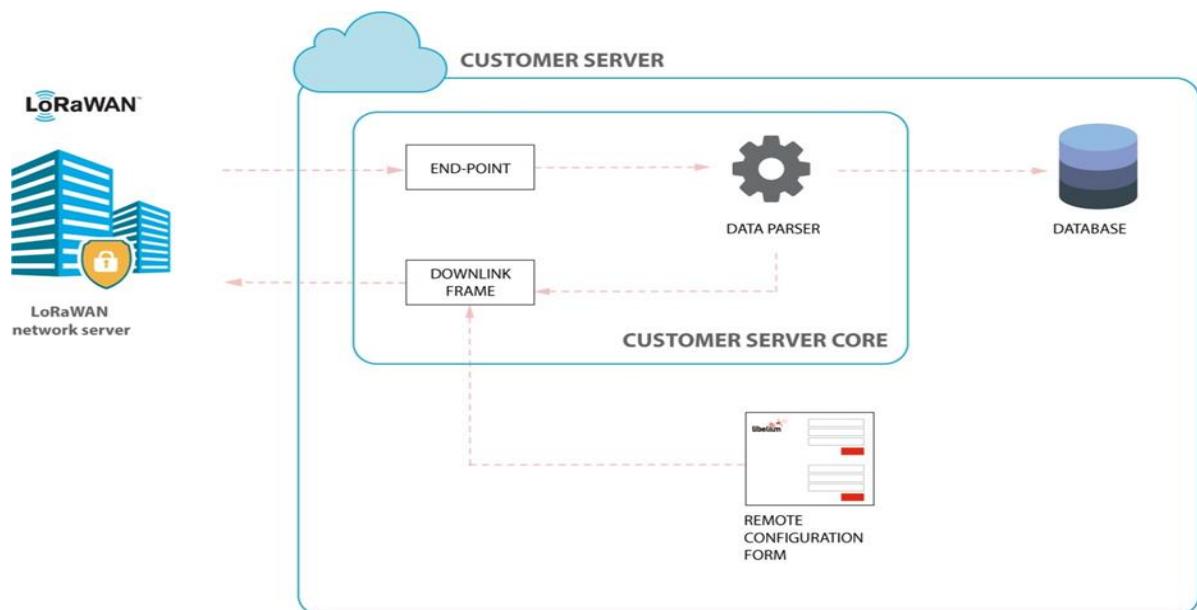 CUSTOMER SERVER
LoRaWAN™
END-POINT
DATA PARSER
DATABASE
DOWNLINK
FRAME
LoRaWAN
network server
CUSTOMER SERVER CORE
libelium
REMOTE
CONFIGURATION
FORM